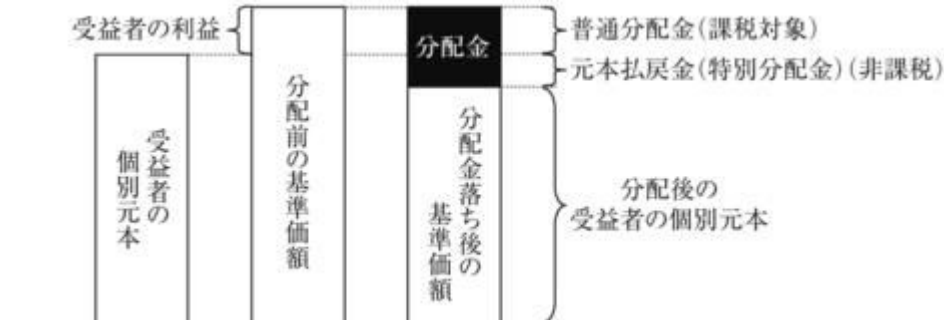 受益者の利益
分配金
普通分配金(課税対象)
元本払戻金(特別分配金)(非課税)
受益者の
個別元本
分配前の基準価額
分配金落ち後の
基準価額
分配後の
受益者の個別元本